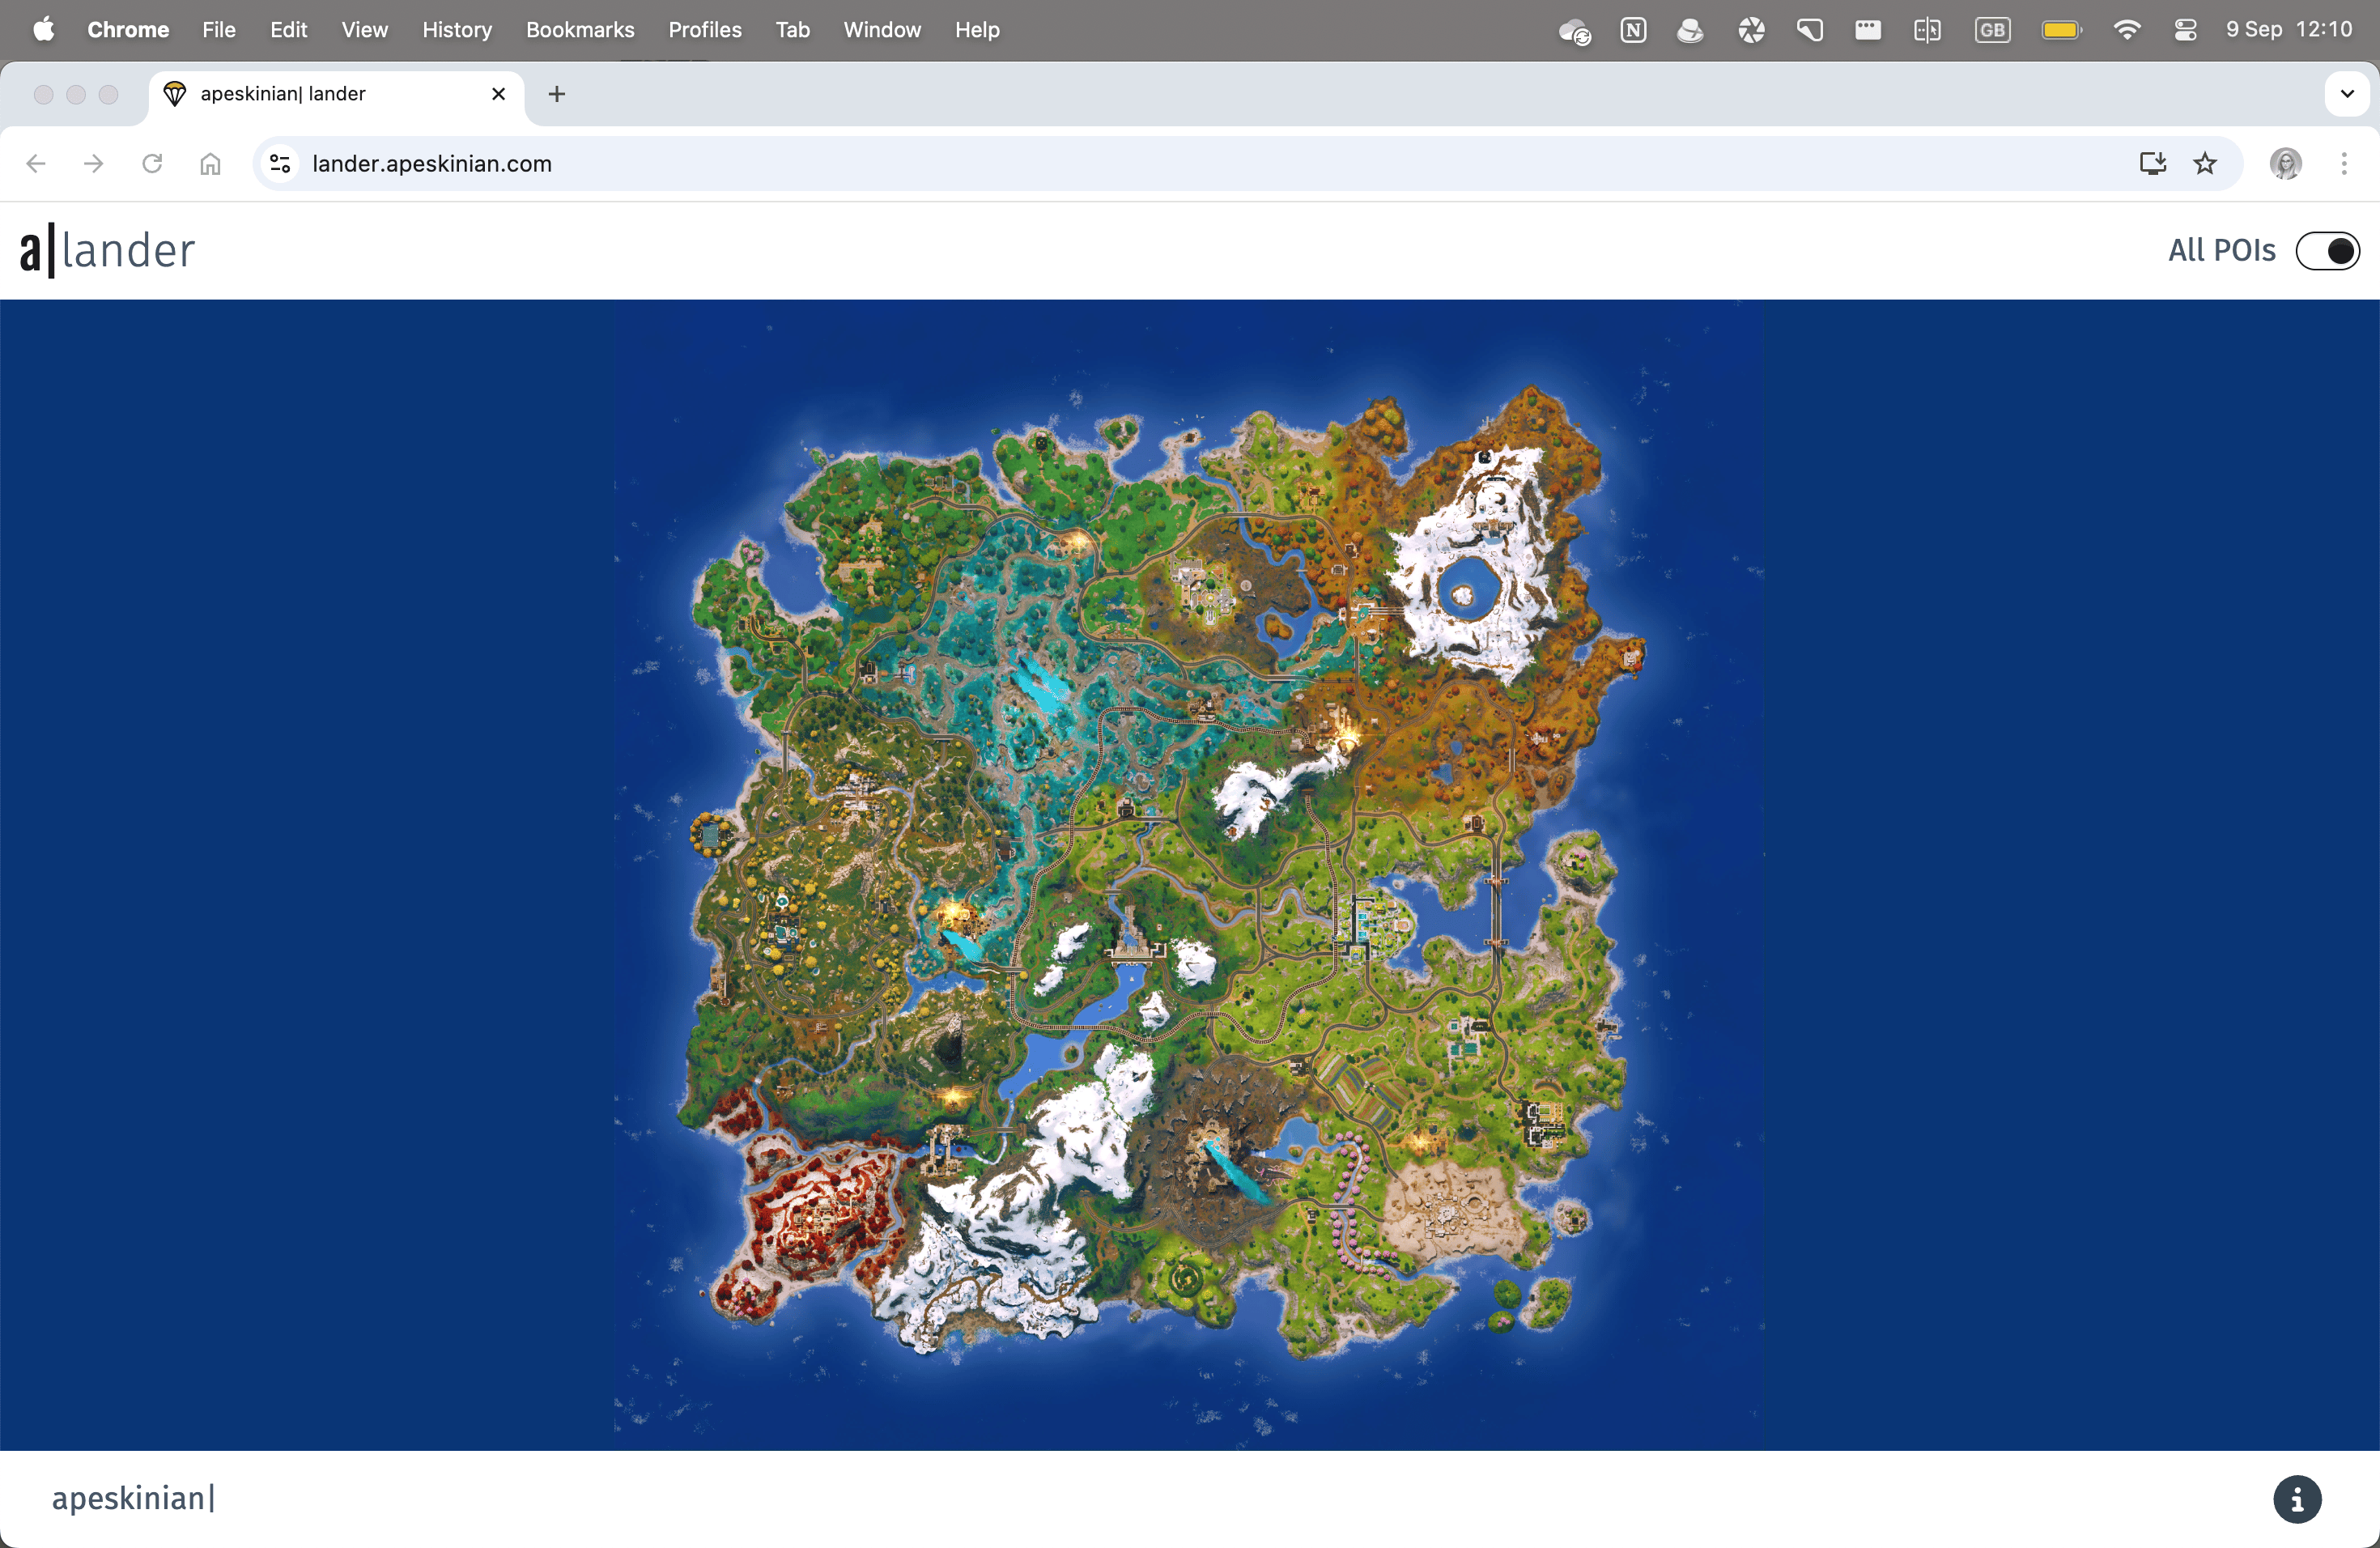 Chrome File Edit View History Bookmarks Profiles Tab Window Help GB 9 Sep 12:10
apeskinian| lander
lander.apeskinian.com
a|lander All POIs
apeskinian|